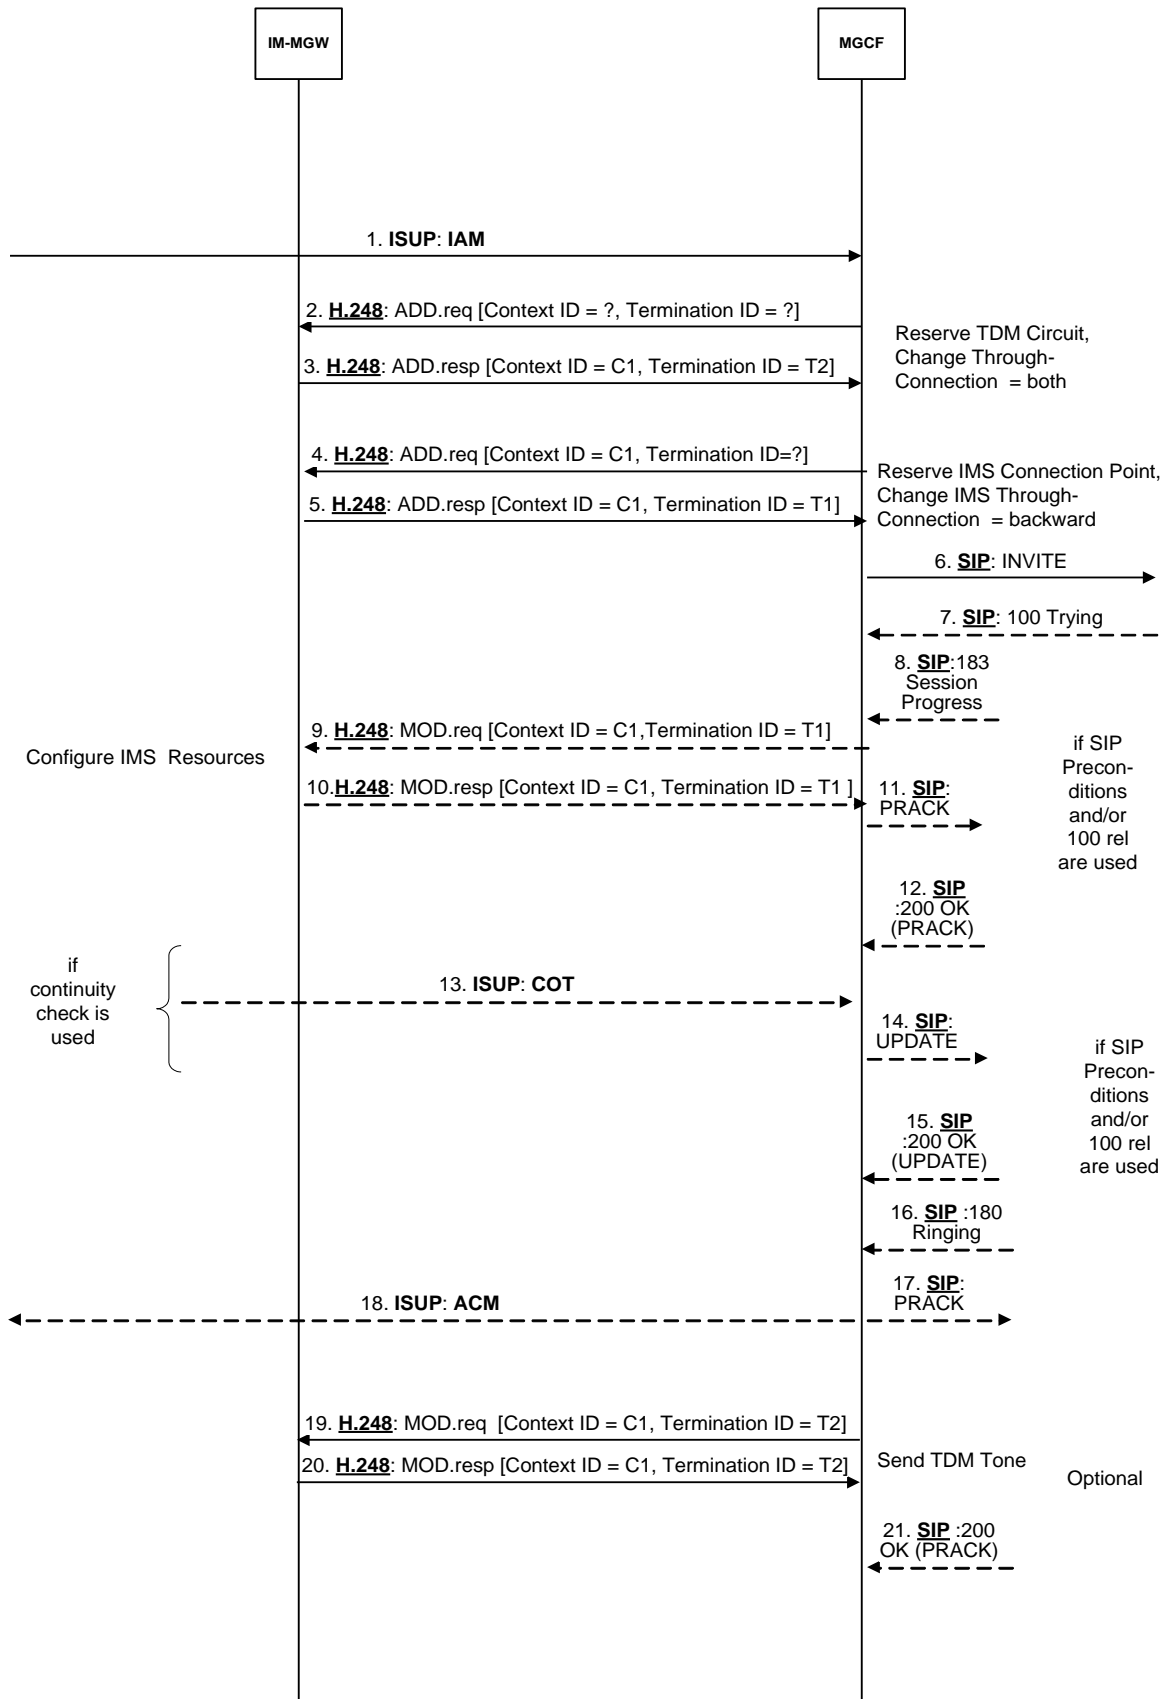 IM-MGW
MGCF
1. ISUP: IAM
2. H.248: ADD.req [Context ID = ?, Termination ID = ?]
Reserve TDM Circuit,
Change Through-
Connection = both
3. H.248: ADD.resp [Context ID = C1, Termination ID = T2]
4. H.248: ADD.req [Context ID = C1, Termination ID=?]
Reserve IMS Connection Point,
Change IMS Through-
Connection = backward
5. H.248: ADD.resp [Context ID = C1, Termination ID = T1]
6. SIP: INVITE
7. SIP: 100 Trying
8. SIP:183
Session
Progress
9. H.248: MOD.req [Context ID = C1,Termination ID = T1]
Configure IMS Resources
10.H.248: MOD.resp [Context ID = C1, Termination ID = T1 ]
11. SIP:
PRACK
if SIP
Precon-
ditions
and/or
100 rel
are used
12. SIP
:200 OK
(PRACK)
if
continuity
check is
used
13. ISUP: COT
14. SIP:
UPDATE
if SIP
Precon-
ditions
and/or
100 rel
are used
15. SIP
:200 OK
(UPDATE)
16. SIP :180
Ringing
17. SIP:
PRACK
18. ISUP: ACM
19. H.248: MOD.req [Context ID = C1, Termination ID = T2]
20. H.248: MOD.resp [Context ID = C1, Termination ID = T2]
Send TDM Tone
Optional
21. SIP :200
OK (PRACK)